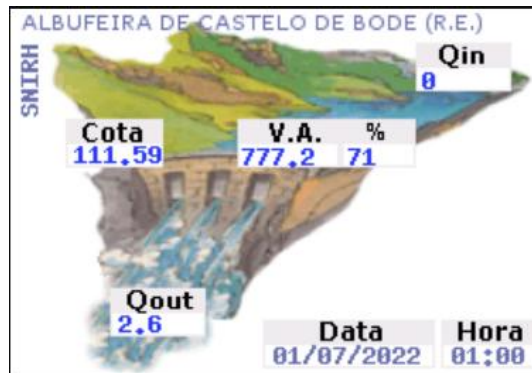 ALBUFEIRA DE CASTELO DE BODE (R.E.)
SNIRH
Qin
0
Cota
111.59
V.A. %
777.2 71
Qout
2.6
Data Hora
01/07/2022 01:00